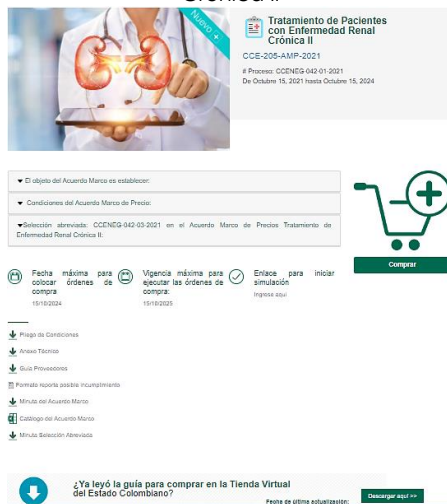 Nuevo
Tratamiento de Pacientes
con Enfermedad Renal
Crónica II
CCE-205-AMP-2021
# Proceso: CCENEG-042-01-2021
De Octubre 15, 2021 hasta Octubre 15, 2024
El objeto del Acuerdo Marco es establecer:
Condiciones del Acuerdo Marco de Precio:
Selección abreviada: CCENEG-042-03-2021 en el Acuerdo Marco de Precios Tratamiento de
Enfermedad Renal Crónica II:
Comprar
Fecha máxima para
colocar órdenes de
compra
15/10/2024
Vigencia máxima para
ejecutar las órdenes de
compra:
15/10/2025
Enlace para iniciar
simulación
Ingrese aquí
Pliego de Condiciones
Anexo Técnico
Guía Proveedores
Formato reporte posible incumplimiento
Minuta del Acuerdo Marco
Catálogo del Acuerdo Marco
Minuta Selección Abreviada
¿Ya leyó la guía para comprar en la Tienda Virtual
del Estado Colombiano?
Fecha de última actualización:
Descargar aquí >>